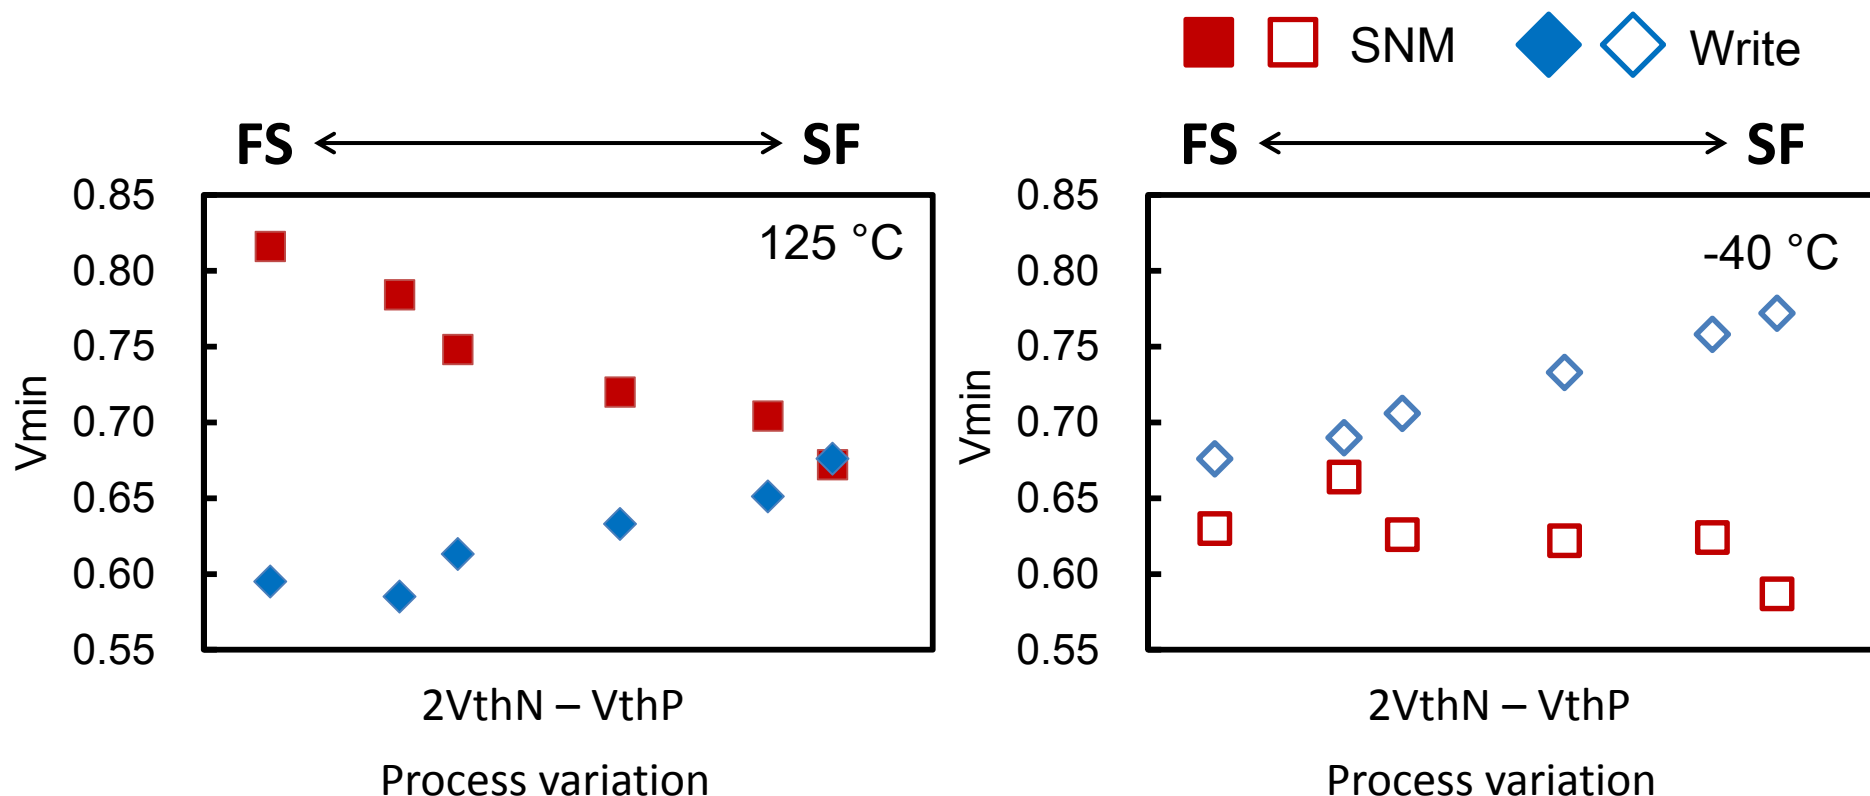 SNM
Write
FS
SF
0.85
0.80
0.75
0.70
0.65
0.60
0.55
Vmin
125 °C
2VthN – VthP
Process variation
FS
SF
0.85
0.80
0.75
0.70
0.65
0.60
0.55
Vmin
-40 °C
2VthN – VthP
Process variation